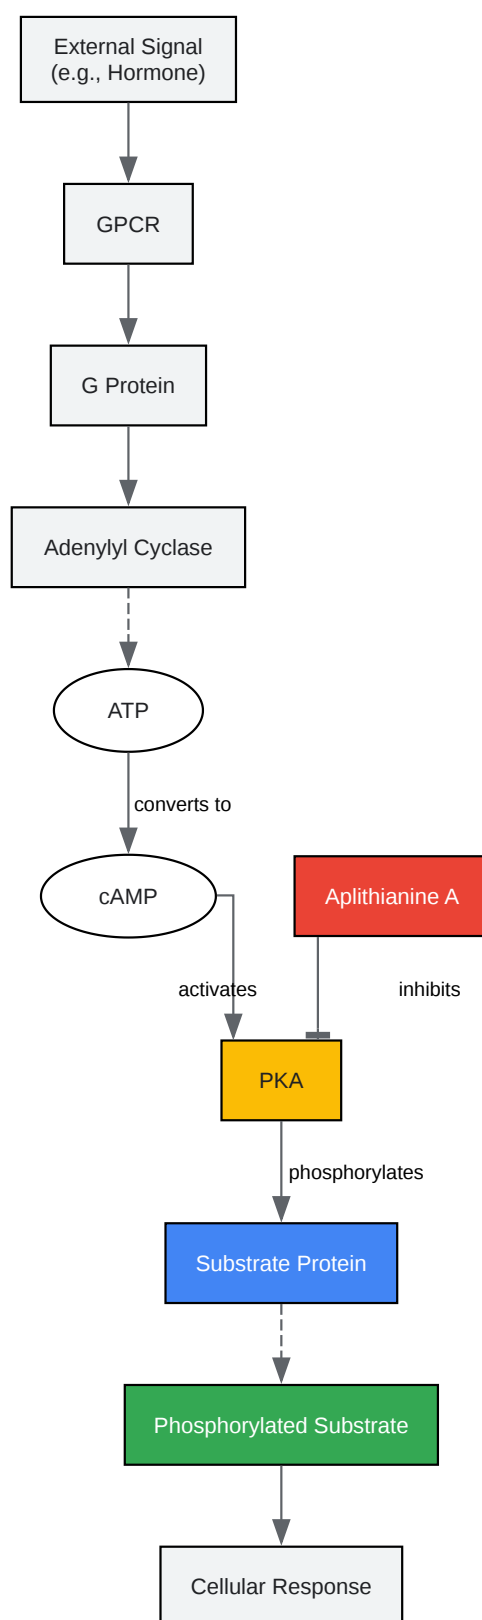 External Signal
(e.g., Hormone)
GPCR
G Protein
Adenylyl Cyclase
ATP
converts to
cAMP
Aplithianine A
activates
inhibits
PKA
phosphorylates
Substrate Protein
Phosphorylated Substrate
Cellular Response